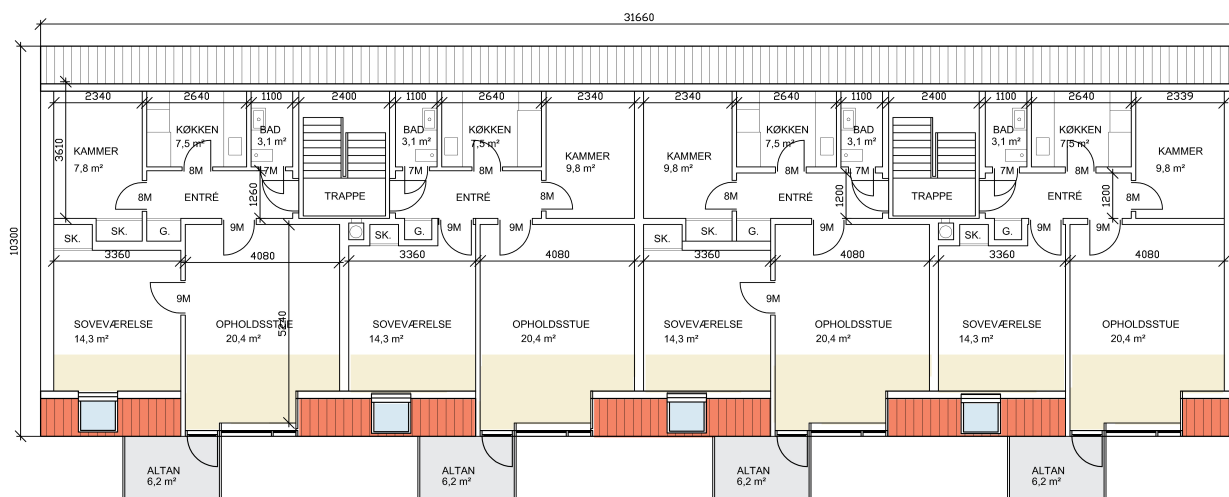 31660
2340
2640
1100
2400
1100
2640
2340
2340
2640
1100
2400
1100
2640
2339
10300
3610
KAMMER
7,8 m²
KØKKEN
7,5 m²
BAD
3,1 m²
BAD
3,1 m²
KØKKEN
7,5 m²
KAMMER
9,8 m²
KAMMER
9,8 m²
KØKKEN
7,5 m²
BAD
3,1 m²
BAD
3,1 m²
KØKKEN
7,5 m²
KAMMER
9,8 m²
8M
7M
7M
8M
8M
7M
7M
8M
8M
ENTRÉ
1260
TRAPPE
ENTRÉ
8M
8M
ENTRÉ
1200
TRAPPE
ENTRÉ
1200
8M
SK.
SK.
G.
9M
SK.
G.
9M
9M
SK.
SK.
G.
9M
SK.
G.
9M
9M
3360
4080
3360
4080
3360
4080
3360
4080
9M
9M
5240
SOVEVÆRELSE
14,3 m²
OPHOLDSSTUE
20,4 m²
SOVEVÆRELSE
14,3 m²
OPHOLDSSTUE
20,4 m²
SOVEVÆRELSE
14,3 m²
OPHOLDSSTUE
20,4 m²
SOVEVÆRELSE
14,3 m²
OPHOLDSSTUE
20,4 m²
ALTAN
6,2 m²
ALTAN
6,2 m²
ALTAN
6,2 m²
ALTAN
6,2 m²